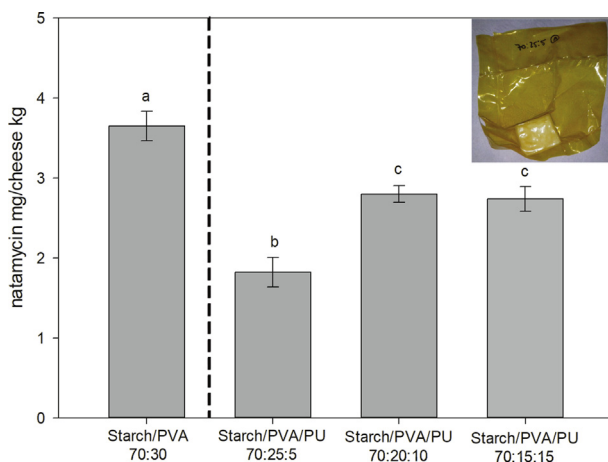 natamycin mg/cheese kg
5
4
3
2
1
0
a
b
c
c
Starch/PVA
70:30
Starch/PVA/PU
70:25:5
Starch/PVA/PU
70:20:10
Starch/PVA/PU
70:15:15